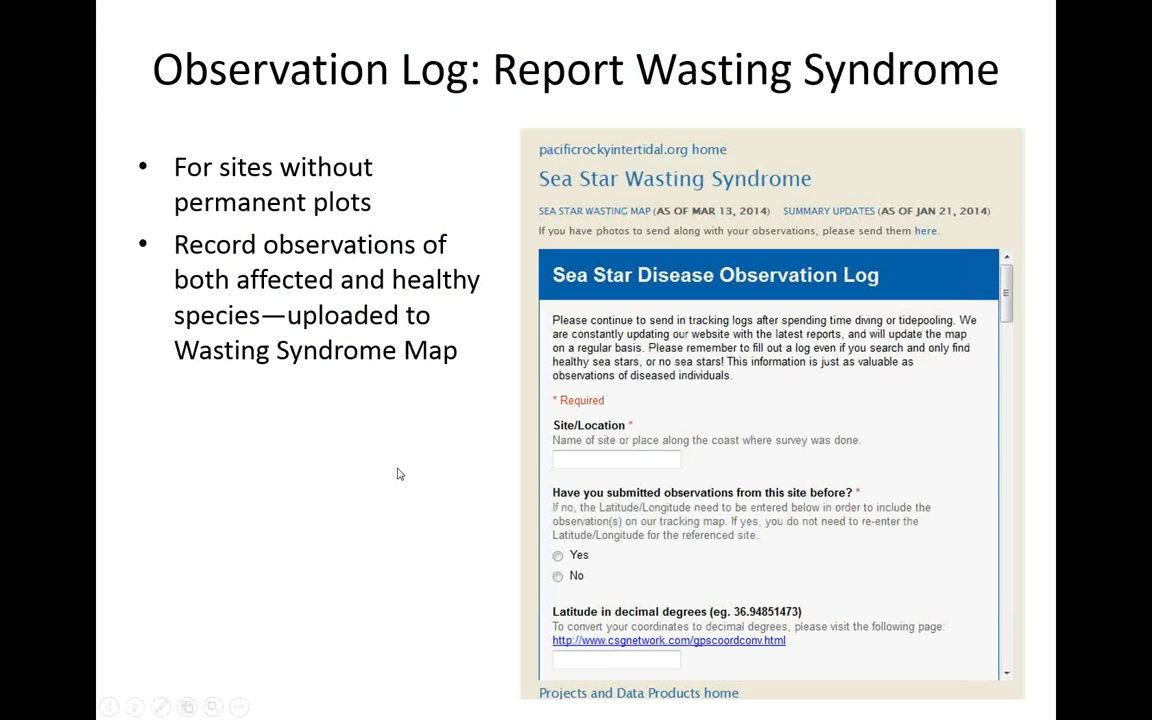 Observation Log: Report Wasting Syndrome
• For sites without
permanent plots
• Record observations of
both affected and healthy
species—uploaded to
Wasting Syndrome Map
pacificrockyintertidal.org home
Sea Star Wasting Syndrome
SEA STAR WASTING MAP (AS OF MAR 13, 2014) SUMMARY UPDATES (AS OF JAN 21, 2014)
If you have photos to send along with your observations, please send them here.
Sea Star Disease Observation Log
Please continue to send in tracking logs after spending time diving or tidepooling. We
are constantly updating our website with the latest reports, and will update the map
on a regular basis. Please remember to fill out a log even if you search and only find
healthy sea stars, or no sea stars! This information is just as valuable as
observations of diseased individuals.
* Required
Site/Location *
Name of site or place along the coast where survey was done.
Have you submitted observations from this site before? *
If no, the Latitude/Longitude need to be entered below in order to include the
observation(s) on our tracking map. If yes, you do not need to re-enter the
Latitude/Longitude for the referenced site.
Yes
No
Latitude in decimal degrees (eg. 36.94851473)
To convert your coordinates to decimal degrees, please visit the following page:
http://www.csgnetwork.com/gpscoordconv.html
Projects and Data Products home